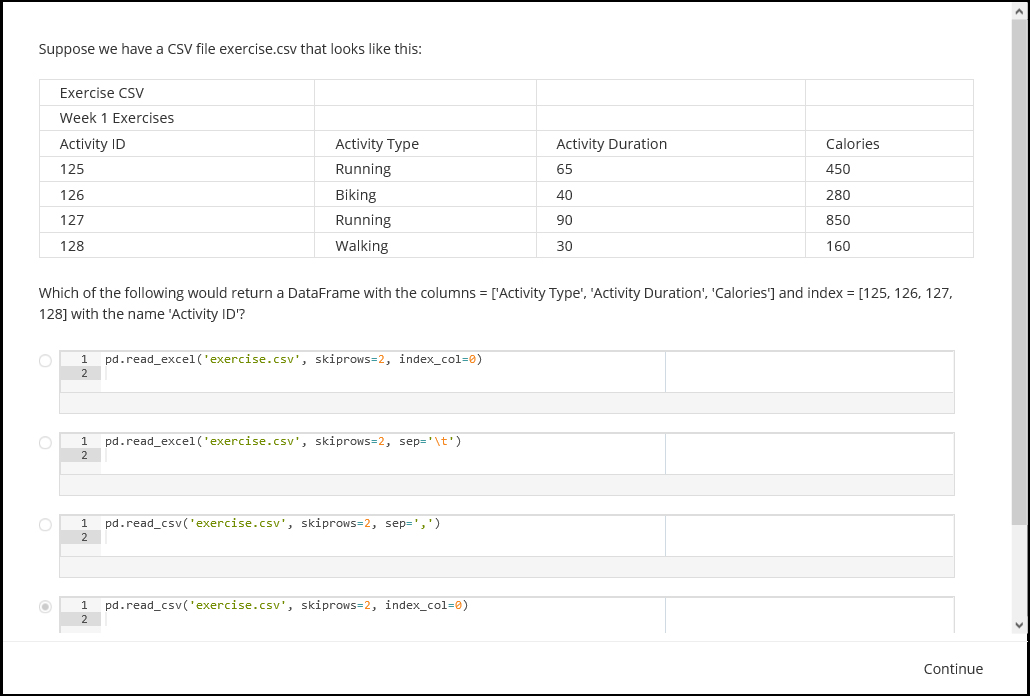 Suppose we have a CSV file exercise.csv that looks like this:
Exercise CSV
Week 1 Exercises
Activity ID Activity Type Activity Duration Calories
125 Running 65 450
126 Biking 40 280
127 Running 90 850
128 Walking 30 160
Which of the following would return a DataFrame with the columns = ['Activity Type', 'Activity Duration', 'Calories'] and index = [125, 126, 127,
128] with the name 'Activity ID'?
1 pd.read_excel('exercise.csv', skiprows=2, index_col=0)
2
1 pd.read_excel('exercise.csv', skiprows=2, sep='\t')
2
1 pd.read_csv('exercise.csv', skiprows=2, sep=',')
2
1 pd.read_csv('exercise.csv', skiprows=2, index_col=0)
2
Continue